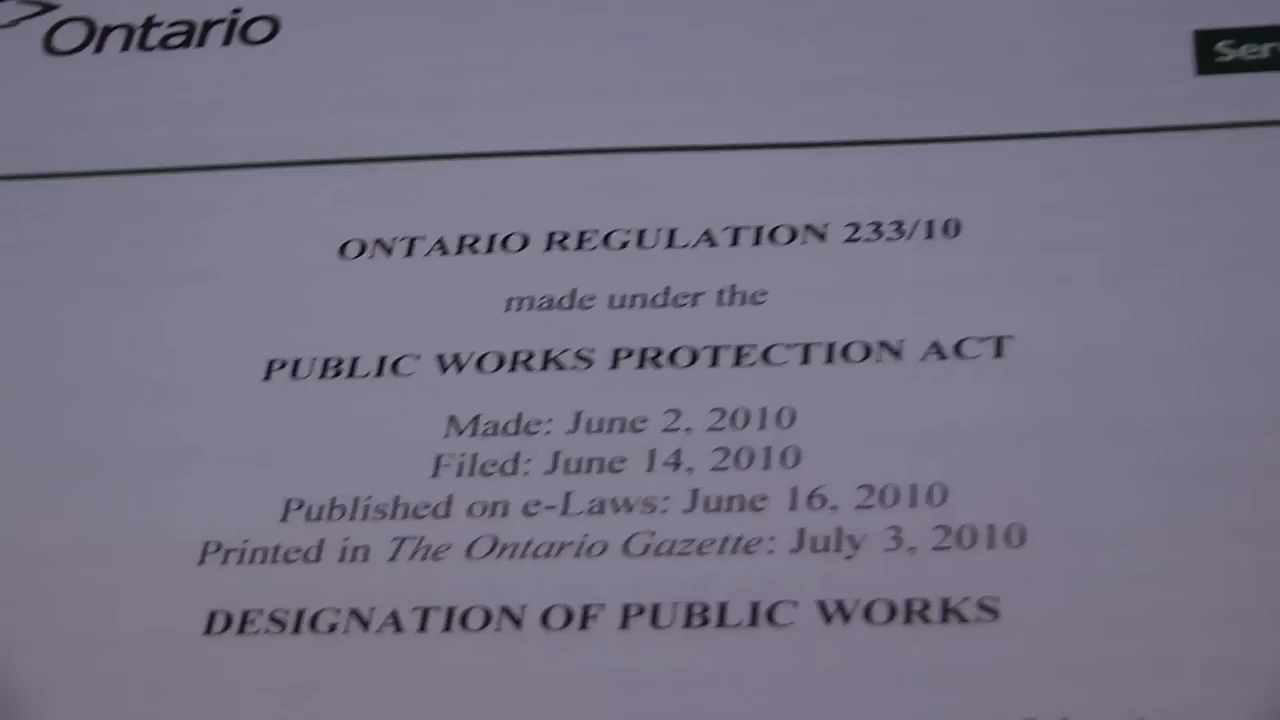 Ontario
Ser
ONTARIO REGULATION 233/10
made under the
PUBLIC WORKS PROTECTION ACT
Made: June 2, 2010
Filed: June 14, 2010
Published on e-Laws: June 16, 2010
Printed in The Ontario Gazette: July 3, 2010
DESIGNATION OF PUBLIC WORKS